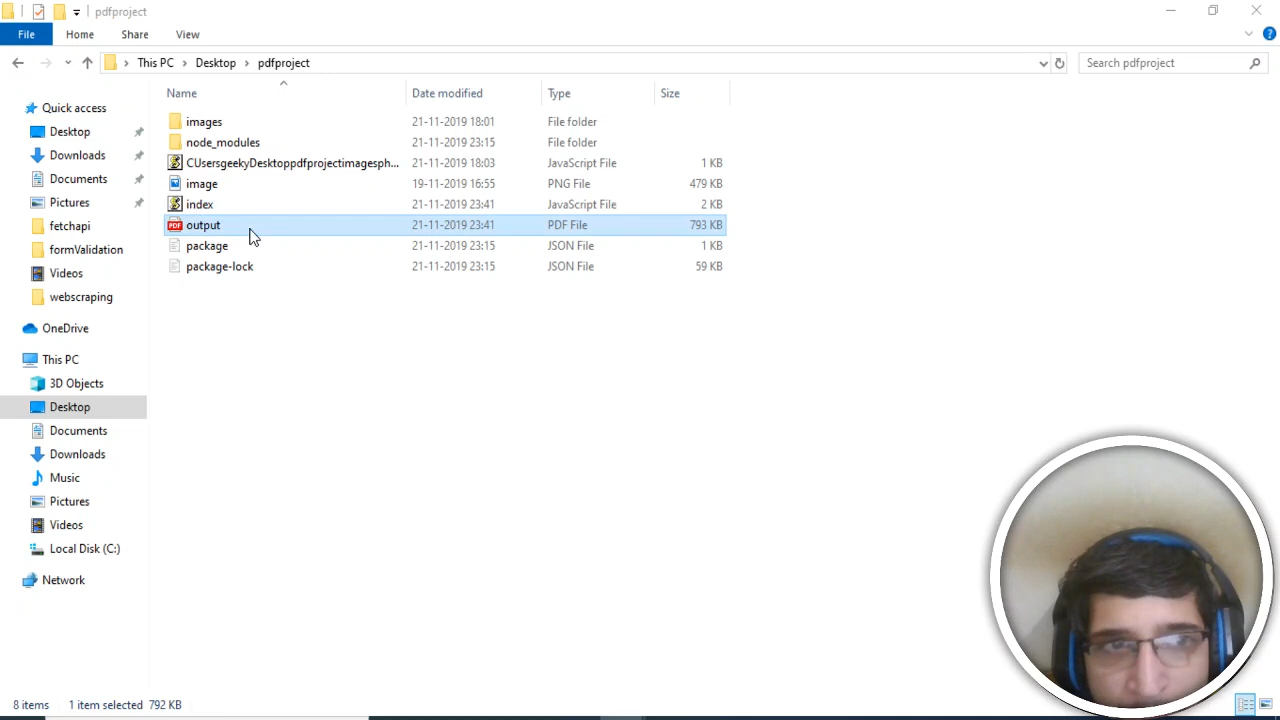 pdfproject
File Home Share View
This PC Desktop pdfproject Search pdfproject
Name Date modified Type Size
Quick access
Desktop
Downloads
Documents
Pictures
fetchapi
formValidation
Videos
webscraping
OneDrive
This PC
3D Objects
Desktop
Documents
Downloads
Music
Pictures
Videos
Local Disk (C:)
Network
images 21-11-2019 18:01 File folder
node_modules 21-11-2019 23:15 File folder
CUsersgeekyDesktoppdfprojectimagesph... 21-11-2019 18:03 JavaScript File 1 KB
image 19-11-2019 16:55 PNG File 479 KB
index 21-11-2019 23:41 JavaScript File 2 KB
PDF output 21-11-2019 23:41 PDF File 793 KB
package 21-11-2019 23:15 JSON File 1 KB
package-lock 21-11-2019 23:15 JSON File 59 KB
8 items 1 item selected 792 KB